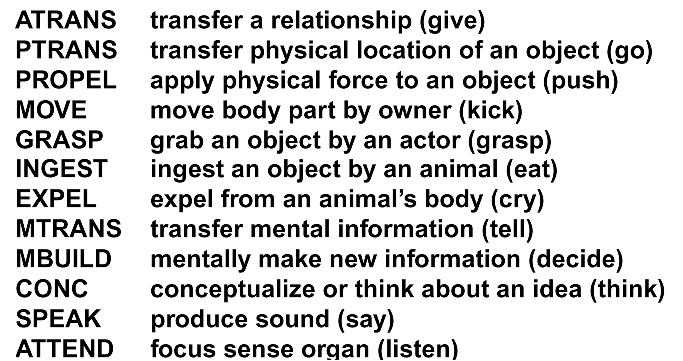 ATRANS transfer a relationship (give)
PTRANS transfer physical location of an object (go)
PROPEL apply physical force to an object (push)
MOVE move body part by owner (kick)
GRASP grab an object by an actor (grasp)
INGEST ingest an object by an animal (eat)
EXPEL expel from an animal’s body (cry)
MTRANS transfer mental information (tell)
MBUILD mentally make new information (decide)
CONC conceptualize or think about an idea (think)
SPEAK produce sound (say)
ATTEND focus sense organ (listen)